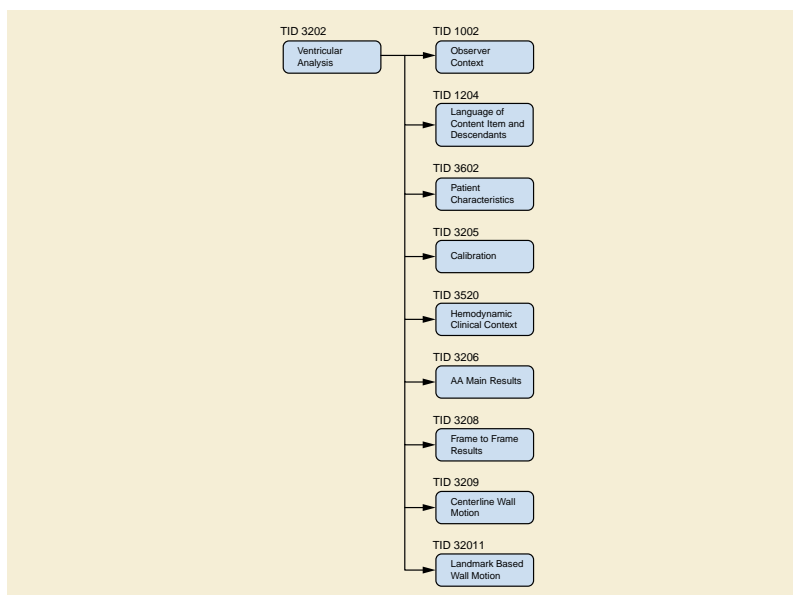 TID 3202
Ventricular
Analysis
TID 1002
Observer
Context
TID 1204
Language of
Content Item and
Descendants
TID 3602
Patient
Characteristics
TID 3205
Calibration
TID 3520
Hemodynamic
Clinical Context
TID 3206
AA Main Results
TID 3208
Frame to Frame
Results
TID 3209
Centerline Wall
Motion
TID 32011
Landmark Based
Wall Motion